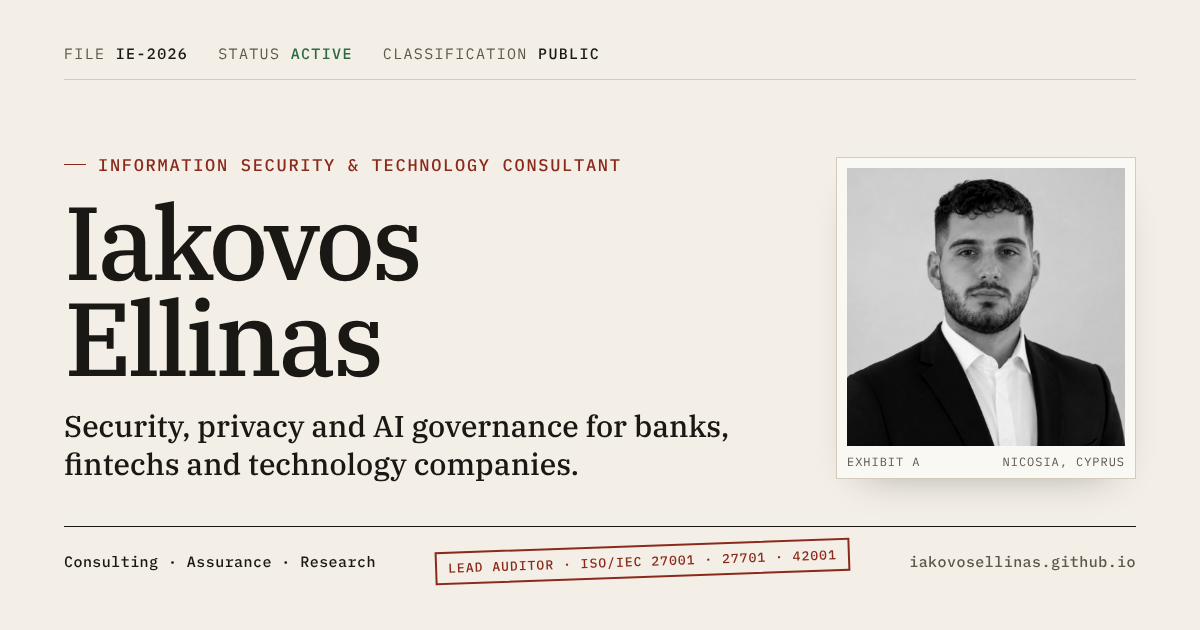 FILE IE-2026 STATUS ACTIVE CLASSIFICATION PUBLIC
— INFORMATION SECURITY & TECHNOLOGY CONSULTANT
Iakovos
Ellinas
Security, privacy and AI governance for banks,
fintechs and technology companies.
EXHIBIT A NICOSIA, CYPRUS
Consulting · Assurance · Research
LEAD AUDITOR · ISO/IEC 27001 · 27701 · 42001
iakovosellinas.github.io